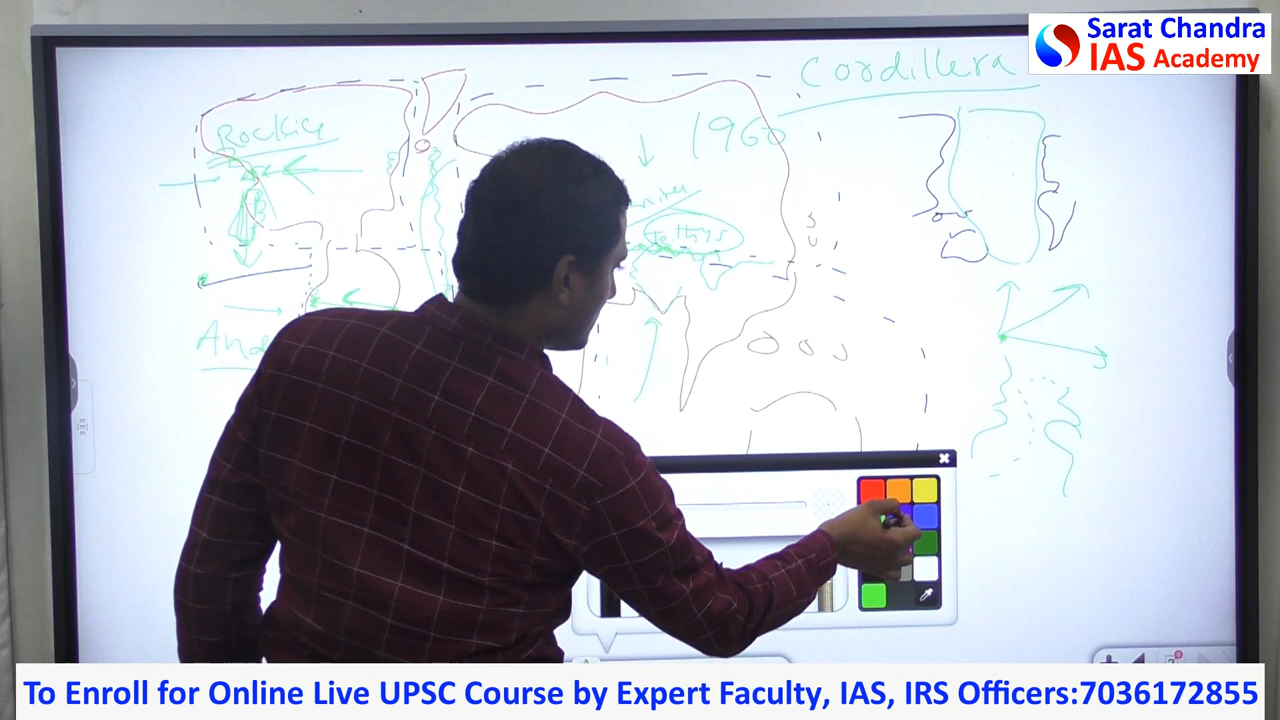 Sarat Chandra
IAS Academy
Cordillera
Rockies
1960
Tethys
To Enroll for Online Live UPSC Course by Expert Faculty, IAS, IRS Officers:7036172855